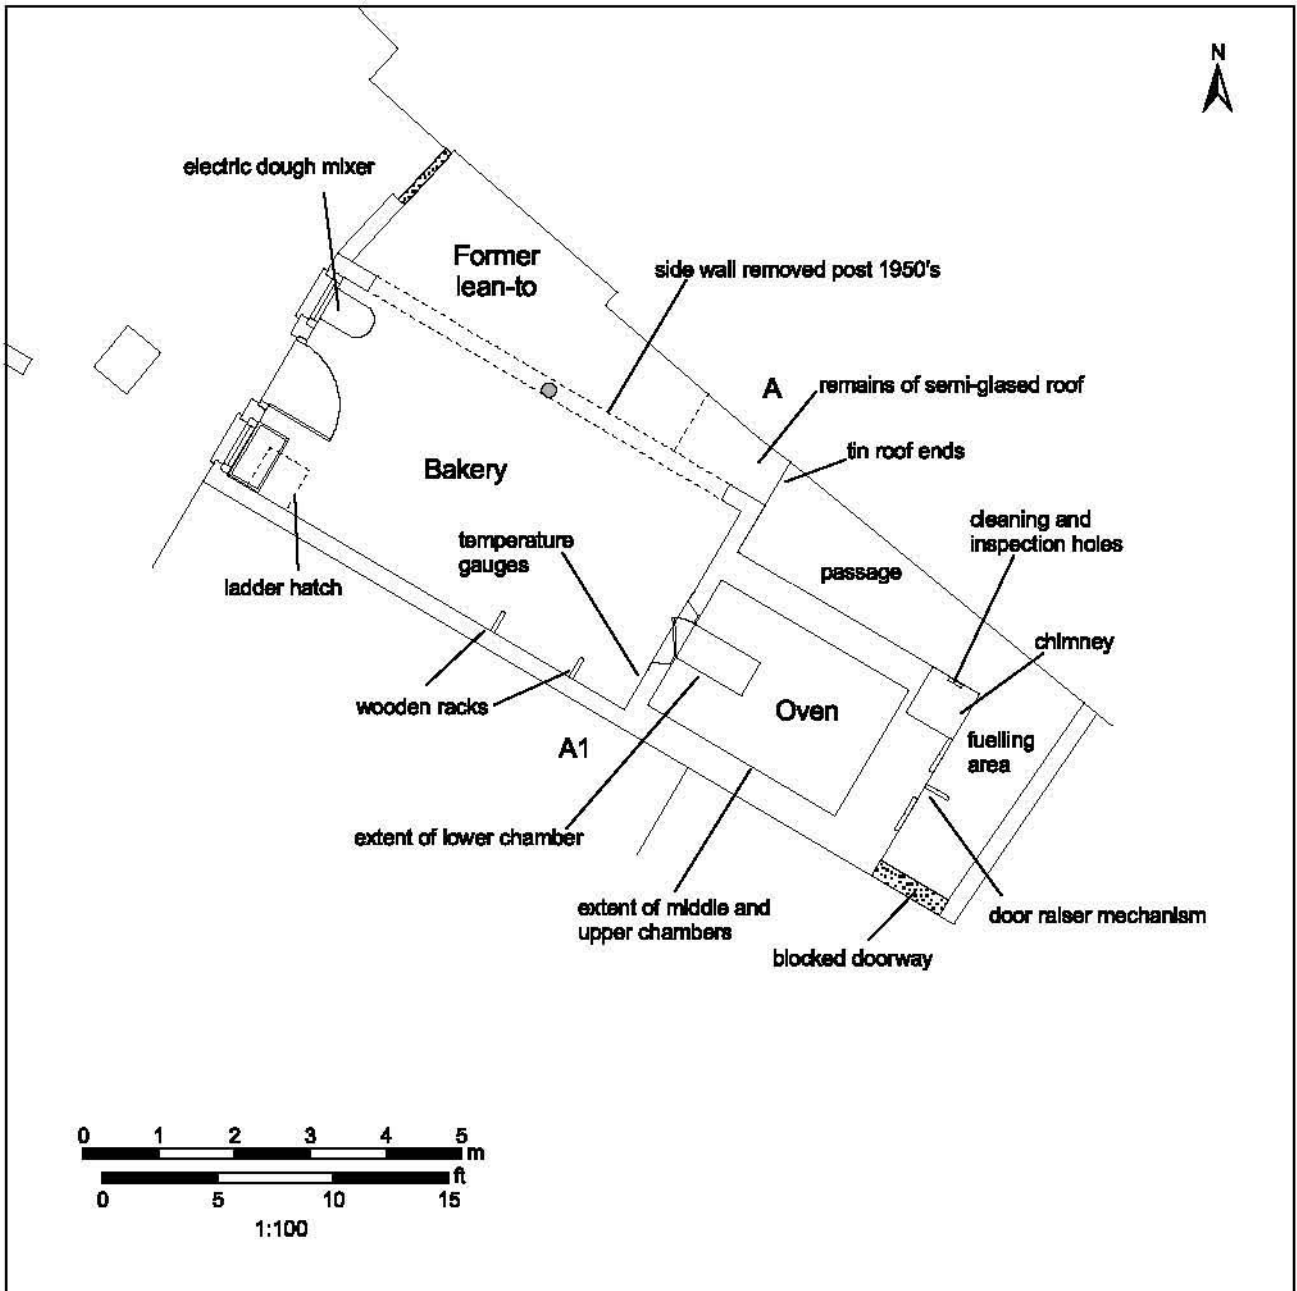 N
electric dough mixer
Former
lean-to
side wall removed post 1950's
A
remains of semi-glased roof
tin roof ends
Bakery
cleaning and
inspection holes
temperature
gauges
passage
ladder hatch
chimney
wooden racks
Oven
fuelling
area
A1
extent of lower chamber
extent of middle and
upper chambers
door raiser mechanism
blocked doorway
0 1 2 3 4 5
m
ft
0 5 10 15
1:100